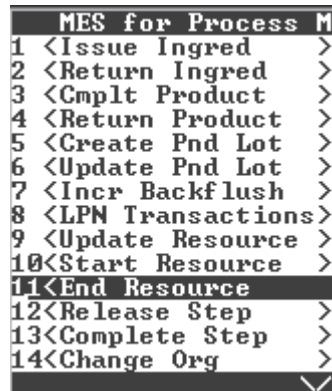 MES for Process M
1 <Issue Ingred >
2 <Return Ingred >
3 <Cmplt Product >
4 <Return Product >
5 <Create Pnd Lot >
6 <Update Pnd Lot >
7 <Incr Backflush >
8 <LPN Transactions>
9 <Update Resource >
10<Start Resource >
11<End Resource
12<Release Step >
13<Complete Step >
14<Change Org >